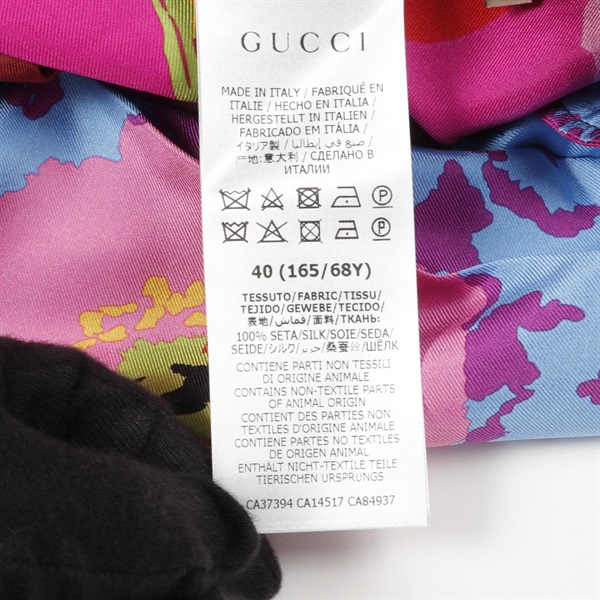 GUCCI
MADE IN ITALY / FABRIQUÉ EN
ITALIE / HECHO EN ITALIA /
HERGESTELLT IN ITALIEN /
FABRICADO EM ITÁLIA /
イタリア製 / صنع في إيطاليا /
产地:意大利 / СДЕЛАНО В
ИТАЛИИ
P
P
40 (165/68Y)
TESSUTO/FABRIC/TISSU/
TEJIDO/GEWEBE/TECIDO/
表地/قماش/面料/ТКАНЬ:
100% SETA/SILK/SOIE/SEDA/
SEIDE/シルク/حرير/桑蚕丝/ШЁЛК
CONTIENE PARTI NON TESSILI
DI ORIGINE ANIMALE
CONTAINS NON-TEXTILE PARTS
OF ANIMAL ORIGIN
CONTIENT DES PARTIES NON
TEXTILES D'ORIGINE ANIMALE
CONTIENE PARTES NO TEXTILES
DE ORIGEN ANIMAL
ENTHÄLT NICHT-TEXTILE TEILE
TIERISCHEN URSPRUNGS
CA37394 CA14517 CA84937